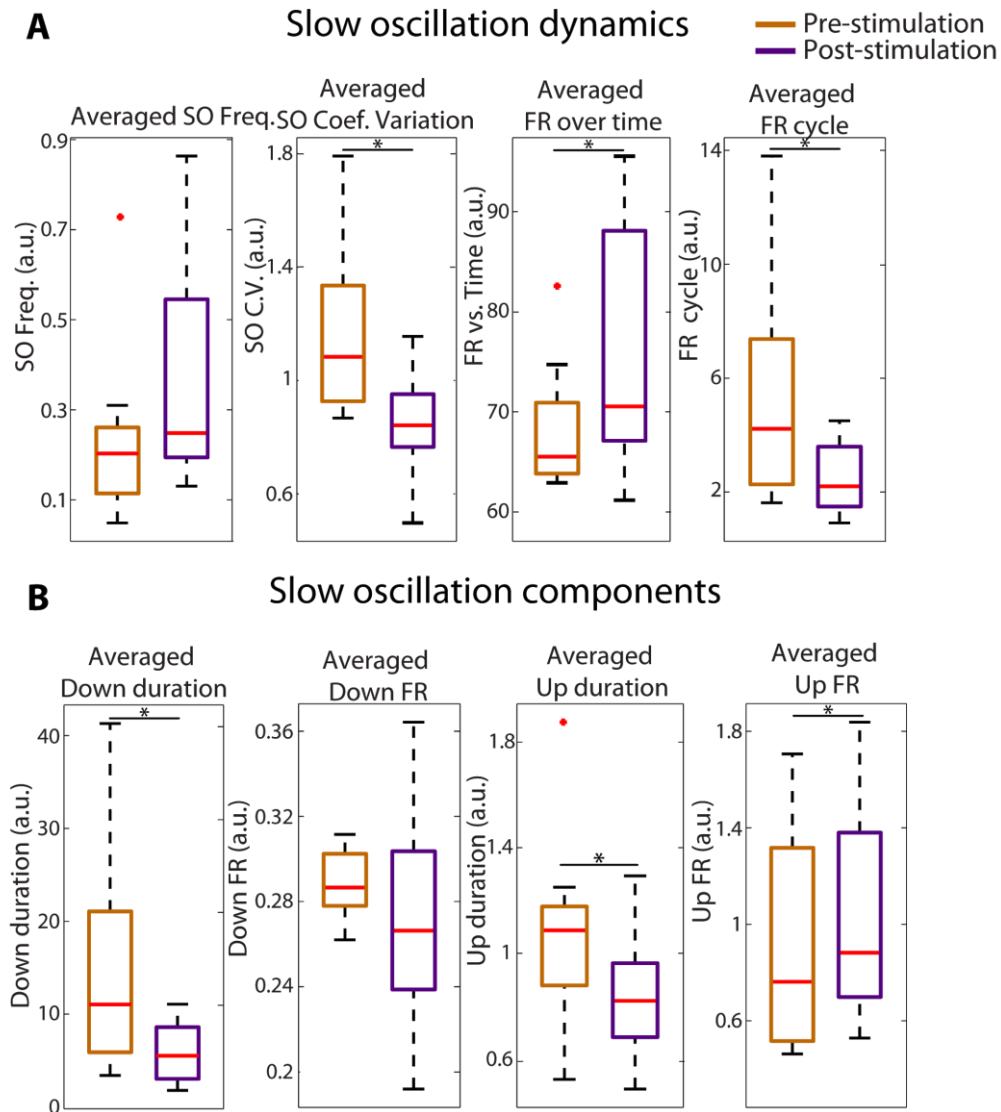 A
Slow oscillation dynamics
Pre-stimulation
Post-stimulation
Averaged SO Freq.
SO Freq. (a.u.)
0.9
0.7
0.5
0.3
0.1
Averaged
SO Coef. Variation
SO C.V. (a.u.)
1.8
1.4
1
0.6
*
Averaged
FR over time
FR vs. Time (a.u.)
90
80
70
60
*
Averaged
FR cycle
FR cycle (a.u.)
14
10
6
2
*
B
Slow oscillation components
Averaged
Down duration
Down duration (a.u.)
40
30
20
10
0
*
Averaged
Down FR
Down FR (a.u.)
0.36
0.32
0.28
0.24
0.2
Averaged
Up duration
Up duration (a.u.)
1.8
1.4
1
0.6
*
Averaged
Up FR
Up FR (a.u.)
1.8
1.4
1
0.6
*